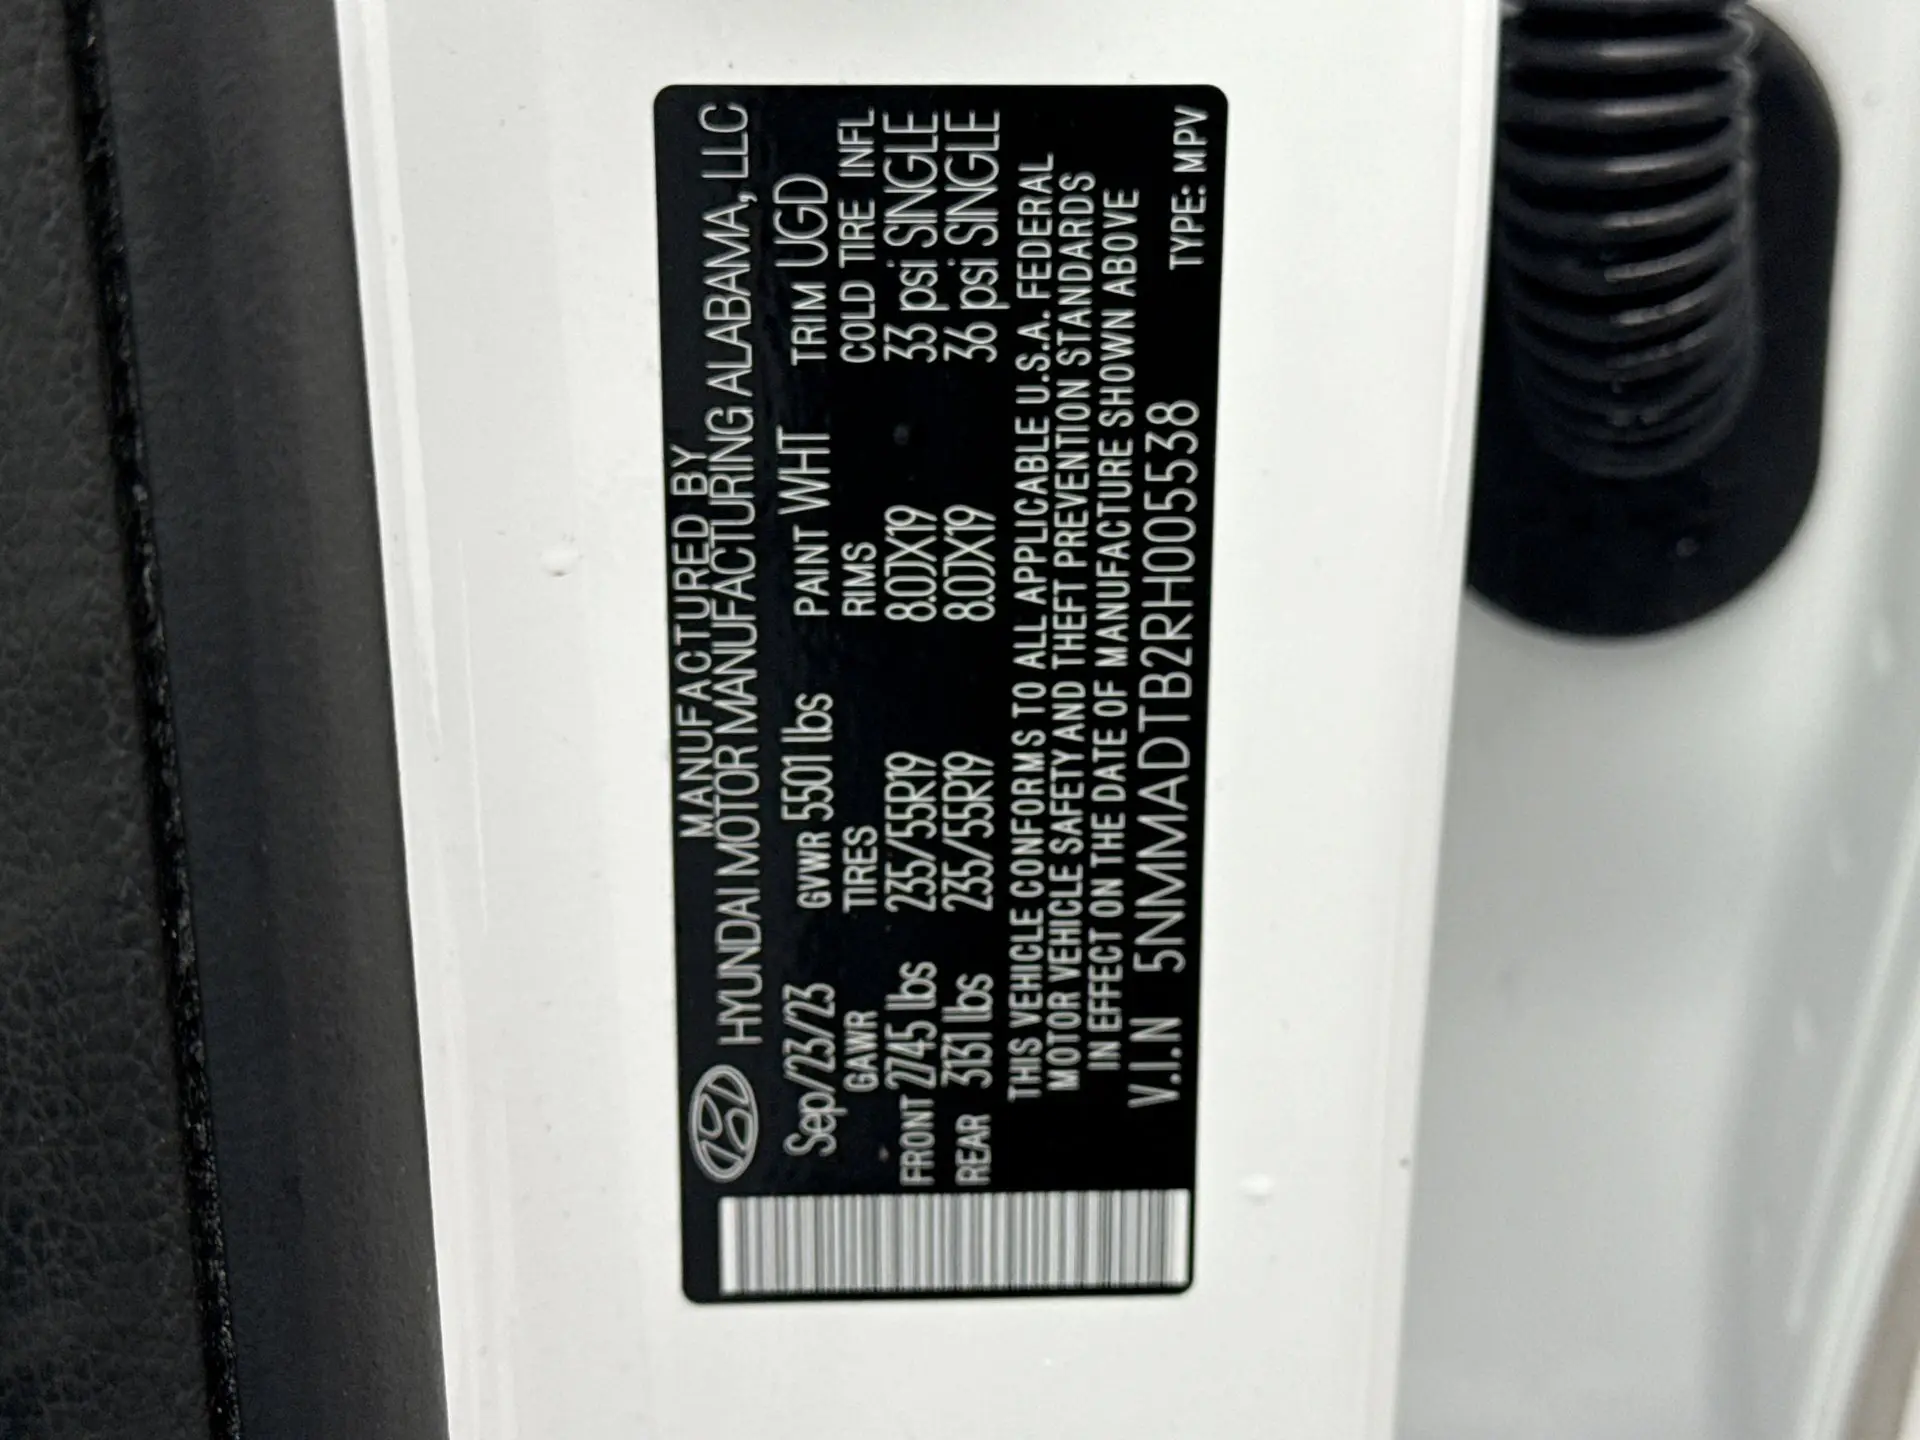 MANUFACTURED BY
HYUNDAI MOTOR MANUFACTURING ALABAMA, LLC
Sep/23/23 GVWR 5501 lbs PAINT WHT TRIM UGD
GAWR TIRES RIMS COLD TIRE INFL
FRONT 2745 lbs 235/55R19 8.0JX19 33 psi SINGLE
REAR 3131 lbs 235/55R19 8.0JX19 36 psi SINGLE
THIS VEHICLE CONFORMS TO ALL APPLICABLE U.S.A. FEDERAL
MOTOR VEHICLE SAFETY AND THEFT PREVENTION STANDARDS
IN EFFECT ON THE DATE OF MANUFACTURE SHOWN ABOVE
V.I.N 5NMMADTB2RH005538 TYPE: MPV